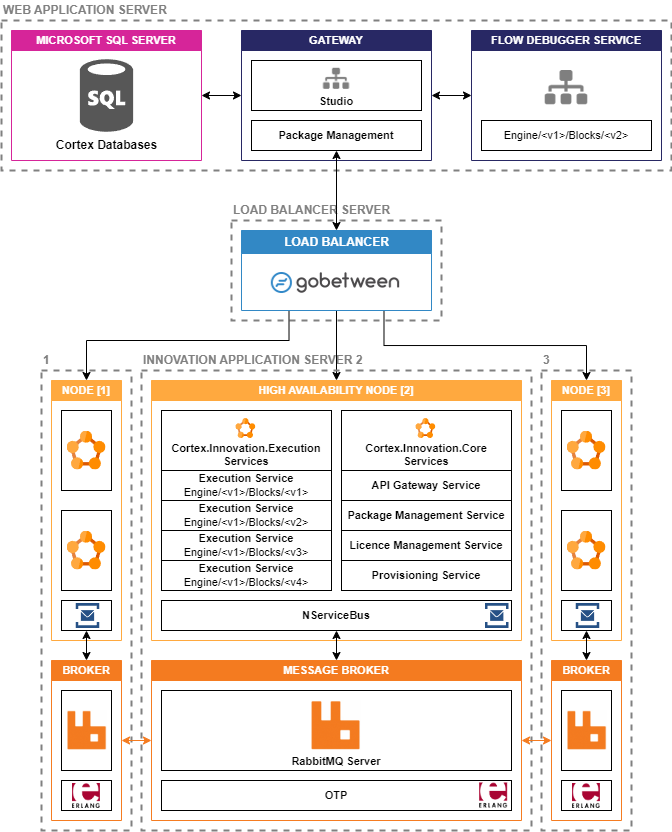 WEB APPLICATION SERVER
MICROSOFT SQL SERVER
GATEWAY
FLOW DEBUGGER SERVICE
SQL
Studio
Cortex Databases
Package Management
Engine/<v1>/Blocks/<v2>
LOAD BALANCER SERVER
LOAD BALANCER
gobetween
1
INNOVATION APPLICATION SERVER 2
3
NODE [1]
HIGH AVAILABILITY NODE [2]
NODE [3]
Cortex.Innovation.Execution
Services
Cortex.Innovation.Core
Services
Execution Service
Engine/<v1>/Blocks/<v1>
API Gateway Service
Execution Service
Engine/<v1>/Blocks/<v2>
Package Management Service
Execution Service
Engine/<v1>/Blocks/<v3>
Licence Management Service
Execution Service
Engine/<v1>/Blocks/<v4>
Provisioning Service
NServiceBus
BROKER
MESSAGE BROKER
BROKER
RabbitMQ Server
ERLANG
OTP
ERLANG
ERLANG